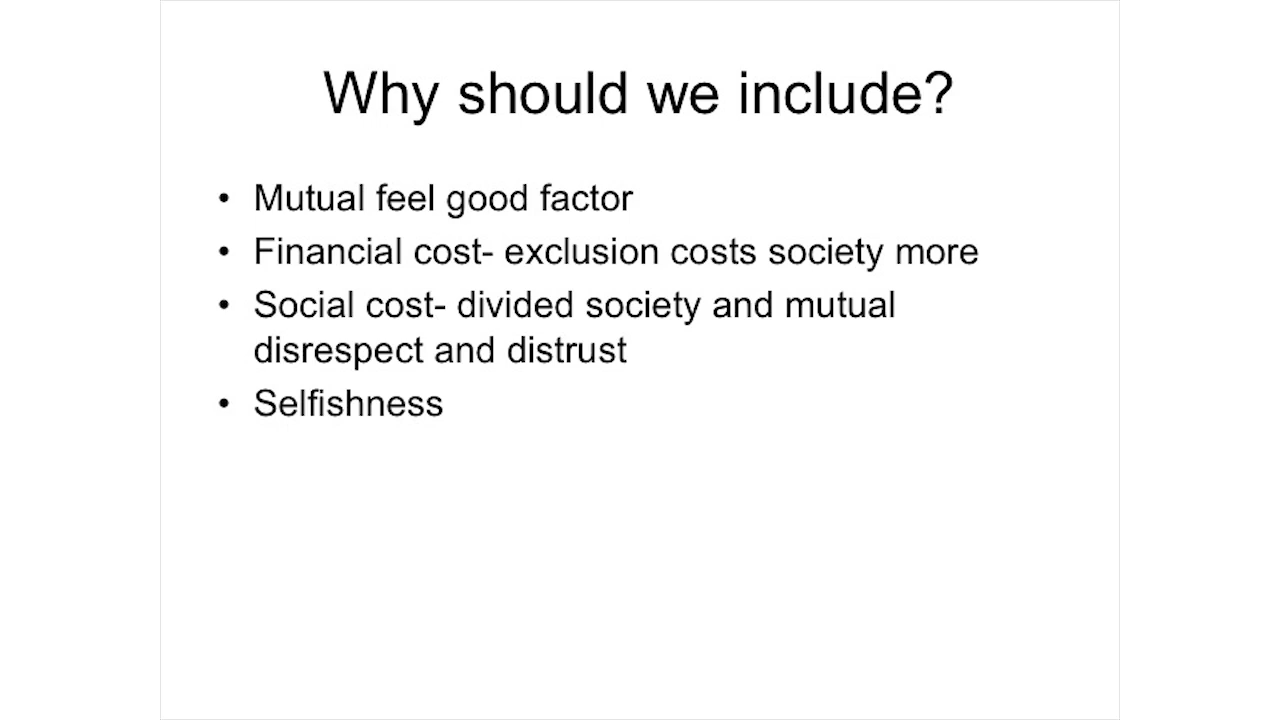 Why should we include?
• Mutual feel good factor
• Financial cost- exclusion costs society more
• Social cost- divided society and mutual
disrespect and distrust
• Selfishness